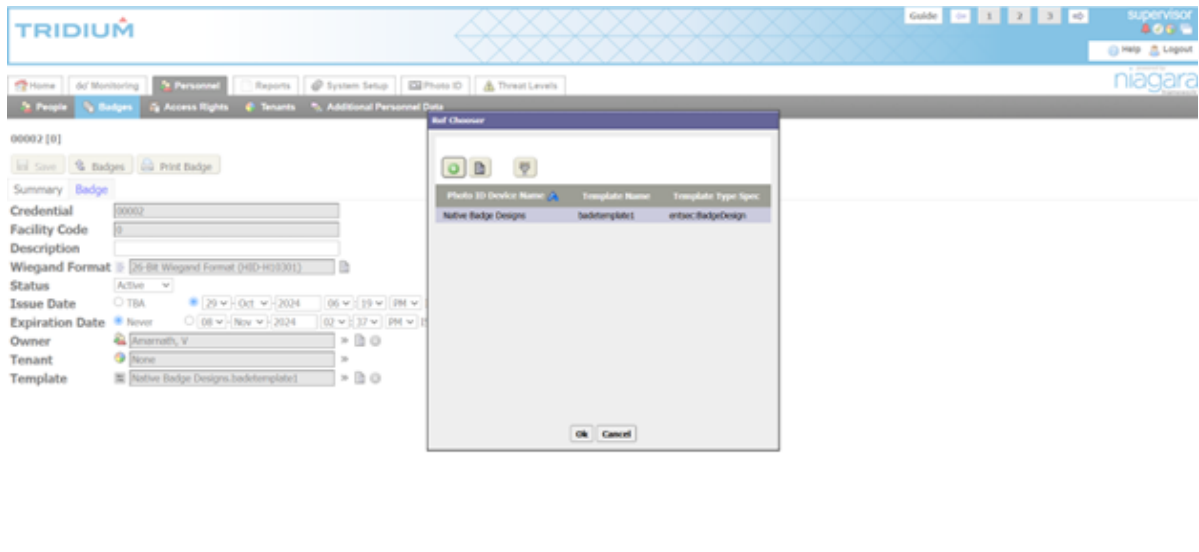 TRIDIUM
Guide 1 2 3
supervisor
Help Logout
niagara
Home Monitoring Personnel Reports System Setup Photo ID Threat Levels
People Badges Access Rights Tenants Additional Personnel Data
Ref Chooser
00002 [0]
Save Badges Print Badge
Summary Badge
Photo ID Device Name Template Name Template Type Spec
Native Badge Designs badetemplate1 entsec:BadgeDesign
Credential 00002
Facility Code 0
Description
Wiegand Format 26-Bit Wiegand Format (HID-H10301)
Status Active
Issue Date TBA 29-Oct-2024 06:19 PM
Expiration Date Never 08-Nov-2024 02:37 PM
Owner Amarnath, V
Tenant None
Template Native Badge Designs.badetemplate1
Ok Cancel